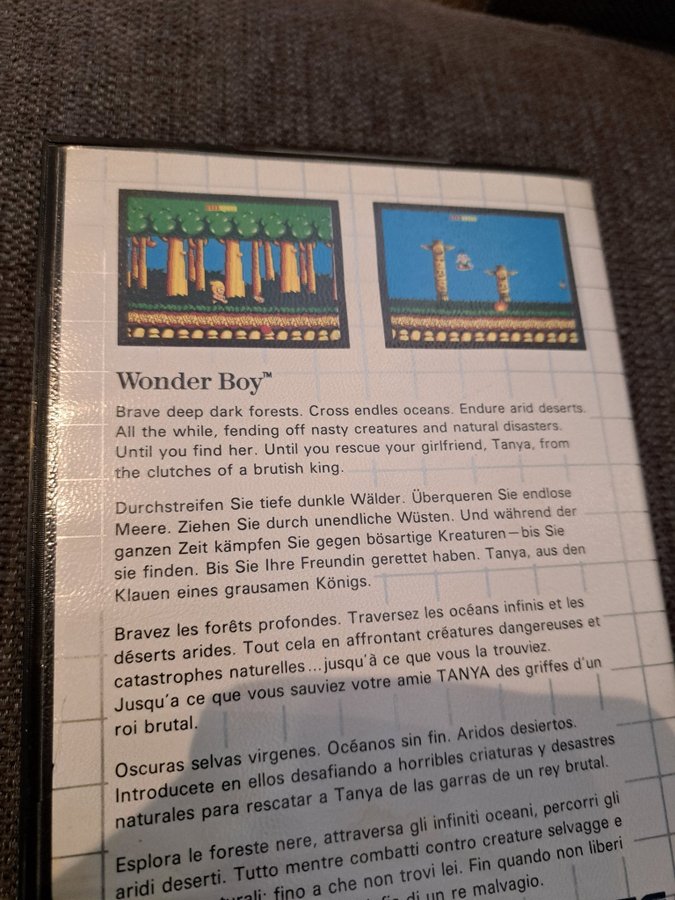 Wonder Boy™
Brave deep dark forests. Cross endles oceans. Endure arid deserts.
All the while, fending off nasty creatures and natural disasters.
Until you find her. Until you rescue your girlfriend, Tanya, from
the clutches of a brutish king.
Durchstreifen Sie tiefe dunkle Wälder. Überqueren Sie endlose
Meere. Ziehen Sie durch unendliche Wüsten. Und während der
ganzen Zeit kämpfen Sie gegen bösartige Kreaturen—bis Sie
sie finden. Bis Sie Ihre Freundin gerettet haben. Tanya, aus den
Klauen eines grausamen Königs.
Bravez les forêts profondes. Traversez les océans infinis et les
déserts arides. Tout cela en affrontant créatures dangereuses et
catastrophes naturelles...jusqu'à ce que vous la trouviez.
Jusqu'a ce que vous sauviez votre amie TANYA des griffes d'un
roi brutal.
Oscuras selvas virgenes. Océanos sin fin. Aridos desiertos.
Introducete en ellos desafiando a horribles criaturas y desastres
naturales para rescatar a Tanya de las garras de un rey brutal.
Esplora le foreste nere, attraversa gli infiniti oceani, percorri gli
aridi deserti. Tutto mentre combatti contro creature selvagge e
fino a che non trovi lei. Fin quando non liberi
di un re malvagio.